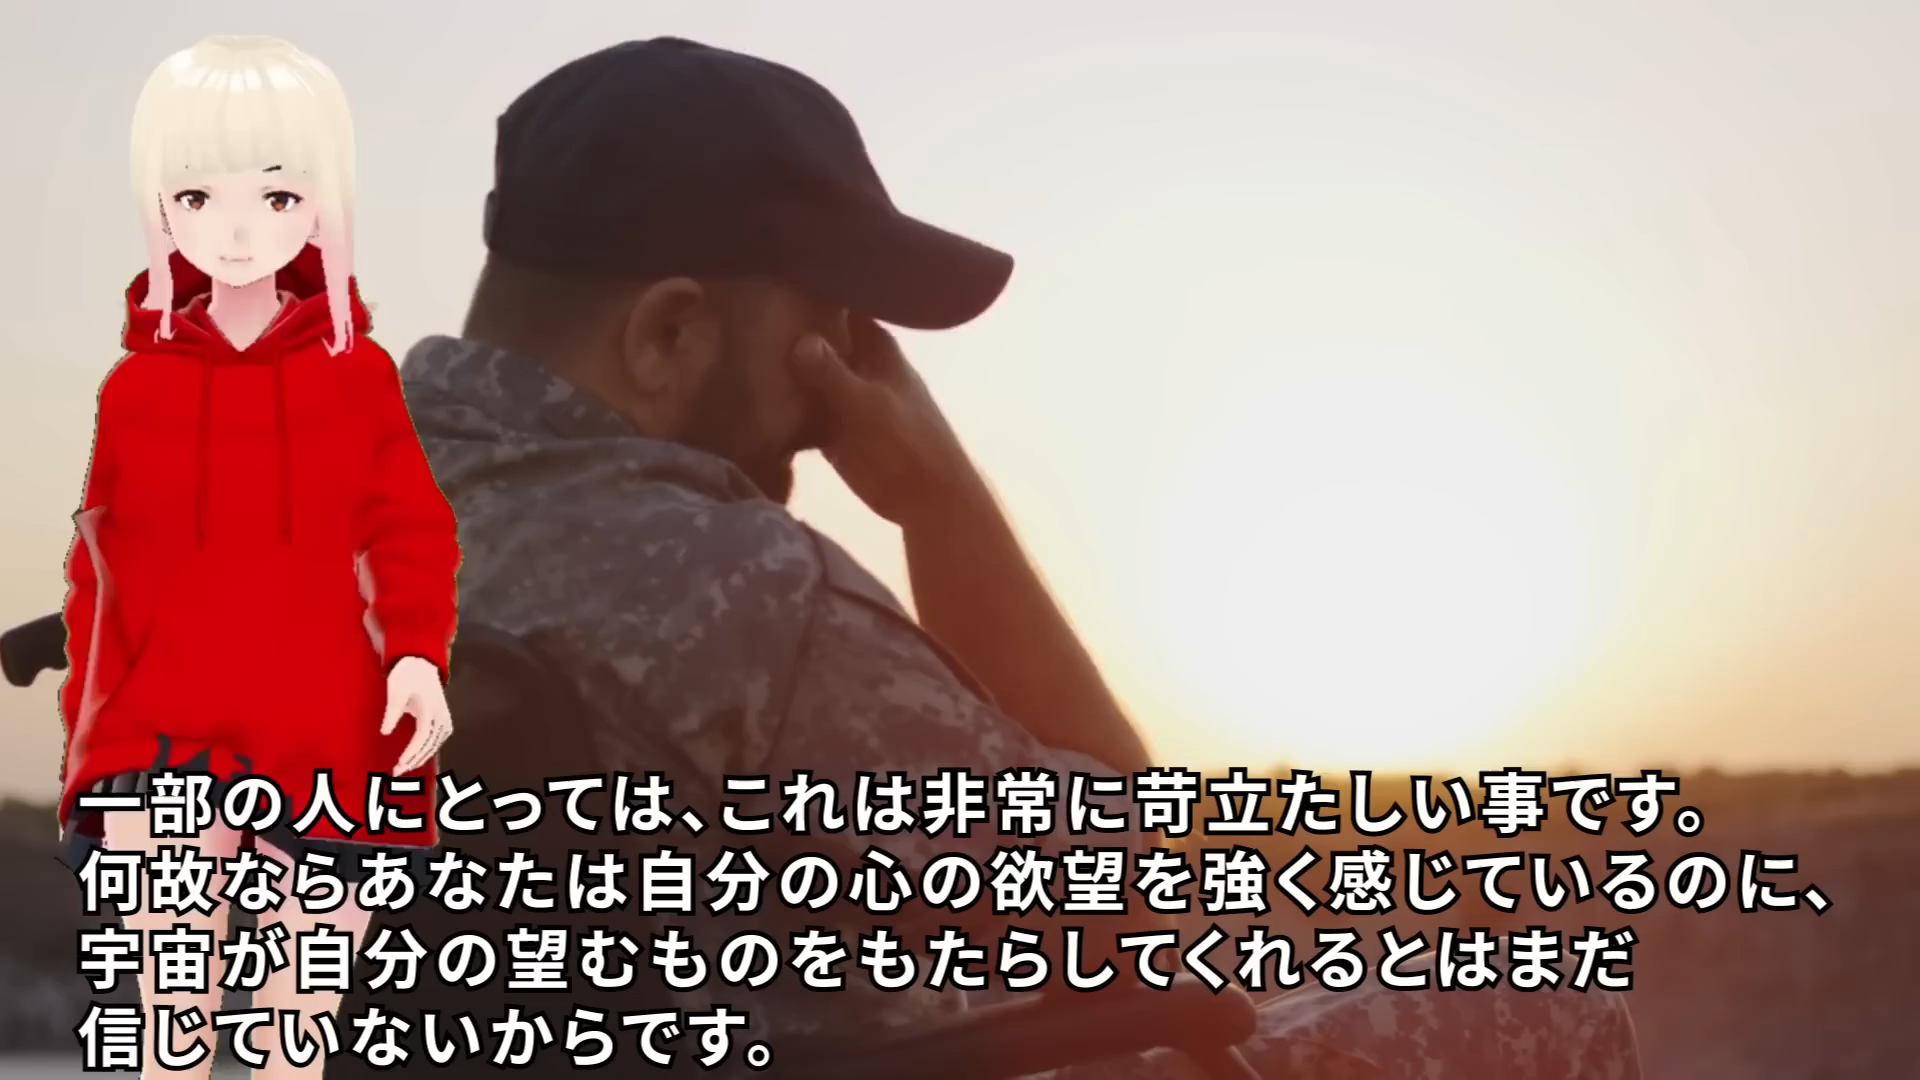 一部の人にとっては、これは非常に苛立たしい事です。
何故ならあなたは自分の心の欲望を強く感じているのに、
宇宙が自分の望むものをもたらしてくれるとはまだ
信じていないからです。